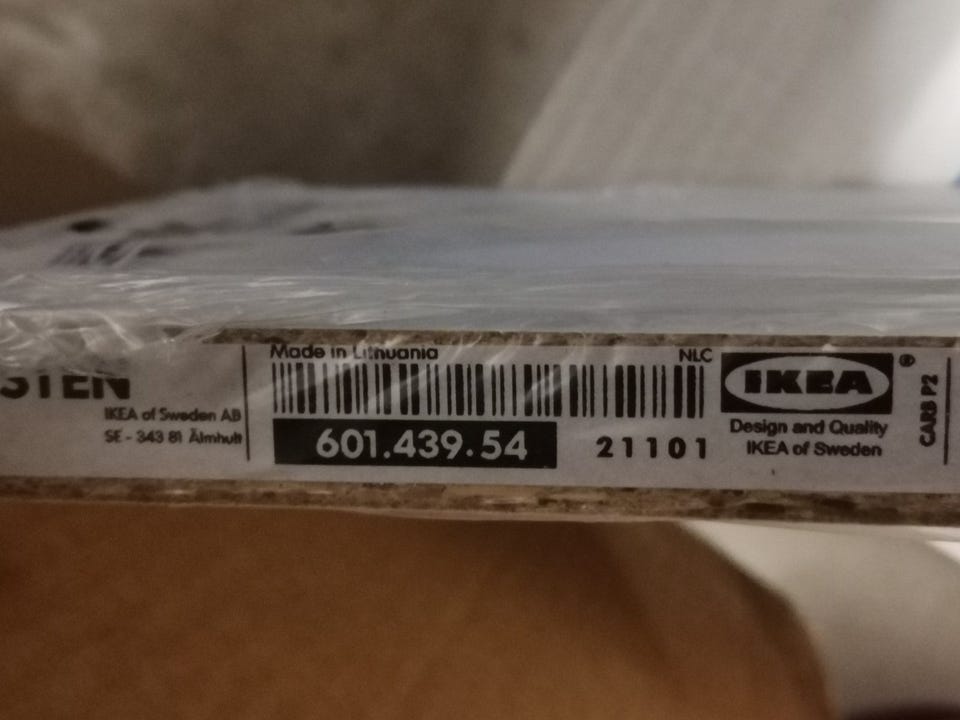 STEN
IKEA of Sweden AB
SE - 343 81 Älmhult
Made in Lithuania
NLC
601.439.54
21101
IKEA®
Design and Quality
IKEA of Sweden
CARB P2